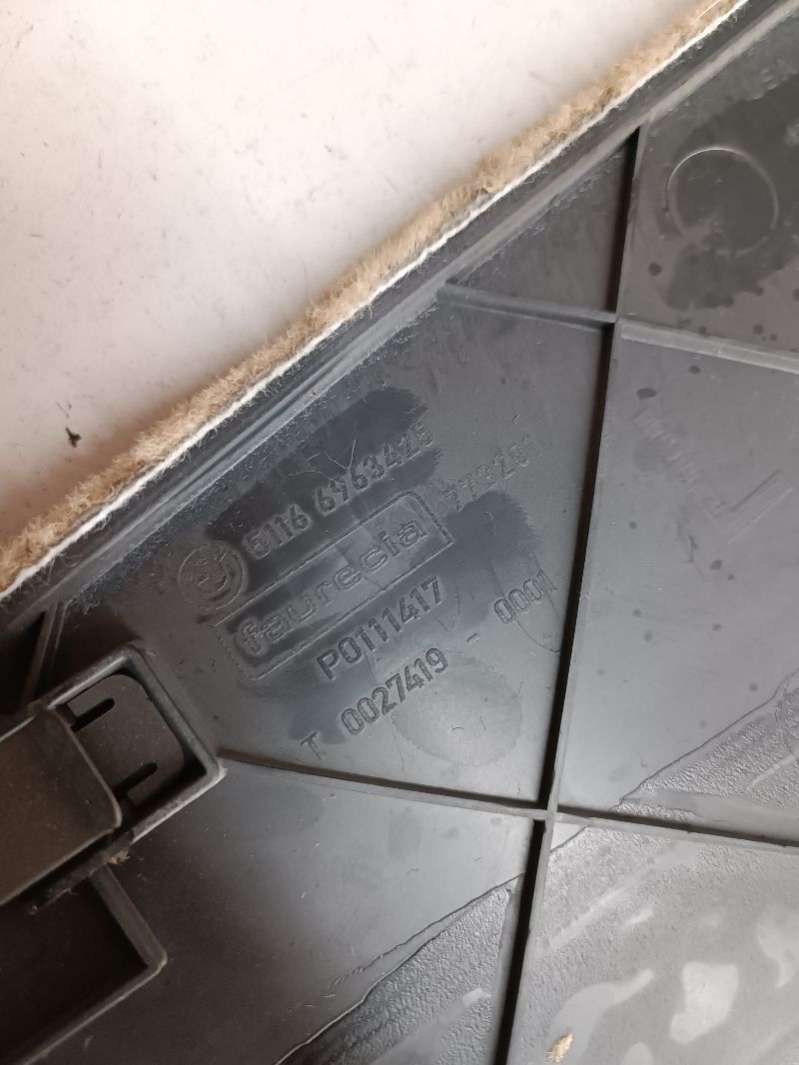 5116 6963425
faurecia
P0111417
T 0027419 - 0001